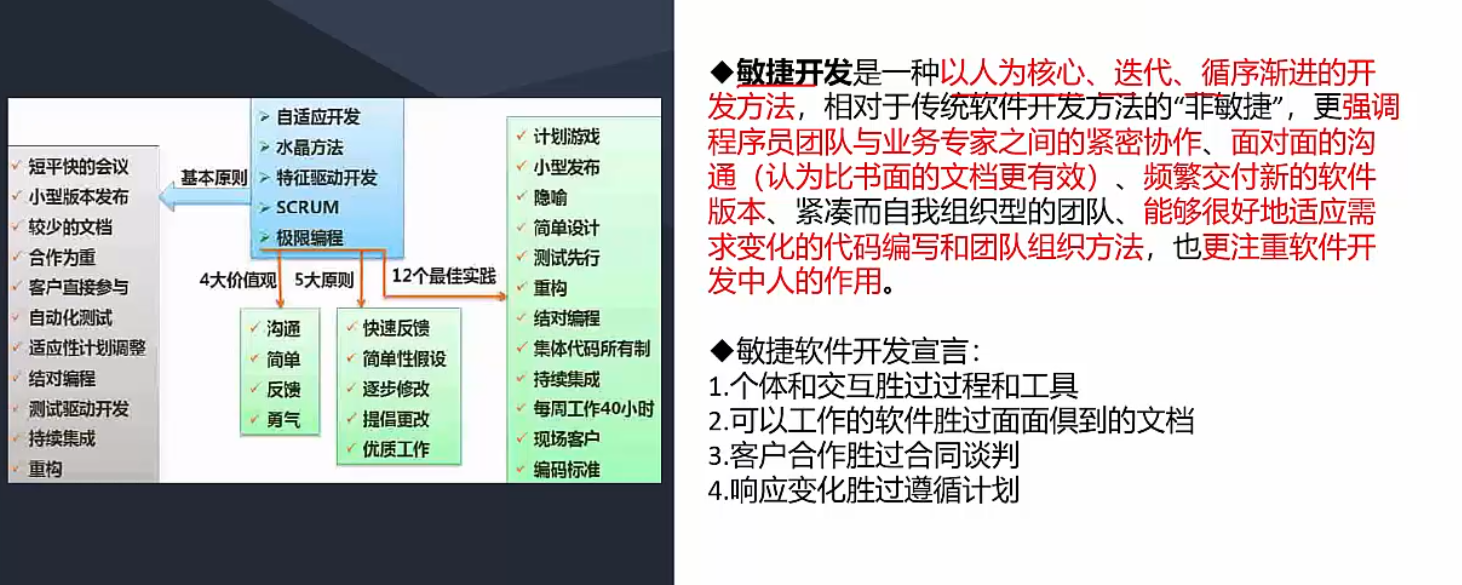 短平快的会议
小型版本发布
较少的文档
合作为重
客户直接参与
自动化测试
适应性计划调整
结对编程
测试驱动开发
持续集成
重构
基本原则
自适应开发
水晶方法
特征驱动开发
SCRUM
极限编程
4大价值观
5大原则
12个最佳实践
沟通
简单
反馈
勇气
快速反馈
简单性假设
逐步修改
提倡更改
优质工作
计划游戏
小型发布
隐喻
简单设计
测试先行
重构
结对编程
集体代码所有制
持续集成
每周工作40小时
现场客户
编码标准
◆敏捷开发是一种以人为核心、迭代、循序渐进的开
发方法，相对于传统软件开发方法的“非敏捷”，更强调
程序员团队与业务专家之间的紧密协作、面对面的沟
通（认为比书面的文档更有效）、频繁交付新的软件
版本、紧凑而自我组织型的团队、能够很好地适应需
求变化的代码编写和团队组织方法，也更注重软件开
发中人的作用。
◆敏捷软件开发宣言：
1.个体和交互胜过过程和工具
2.可以工作的软件胜过面面俱到的文档
3.客户合作胜过合同谈判
4.响应变化胜过遵循计划